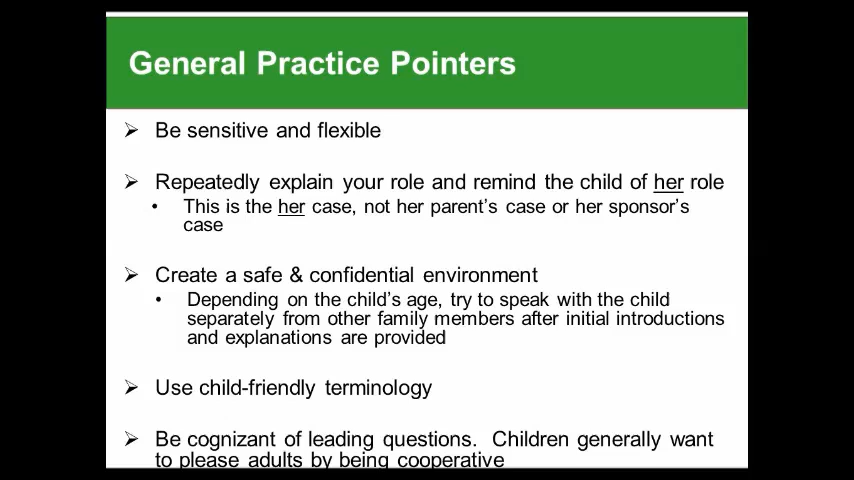 General Practice Pointers
➢ Be sensitive and flexible
➢ Repeatedly explain your role and remind the child of her role
• This is the her case, not her parent's case or her sponsor's
case
➢ Create a safe & confidential environment
• Depending on the child's age, try to speak with the child
separately from other family members after initial introductions
and explanations are provided
➢ Use child-friendly terminology
➢ Be cognizant of leading questions. Children generally want
to please adults by being cooperative